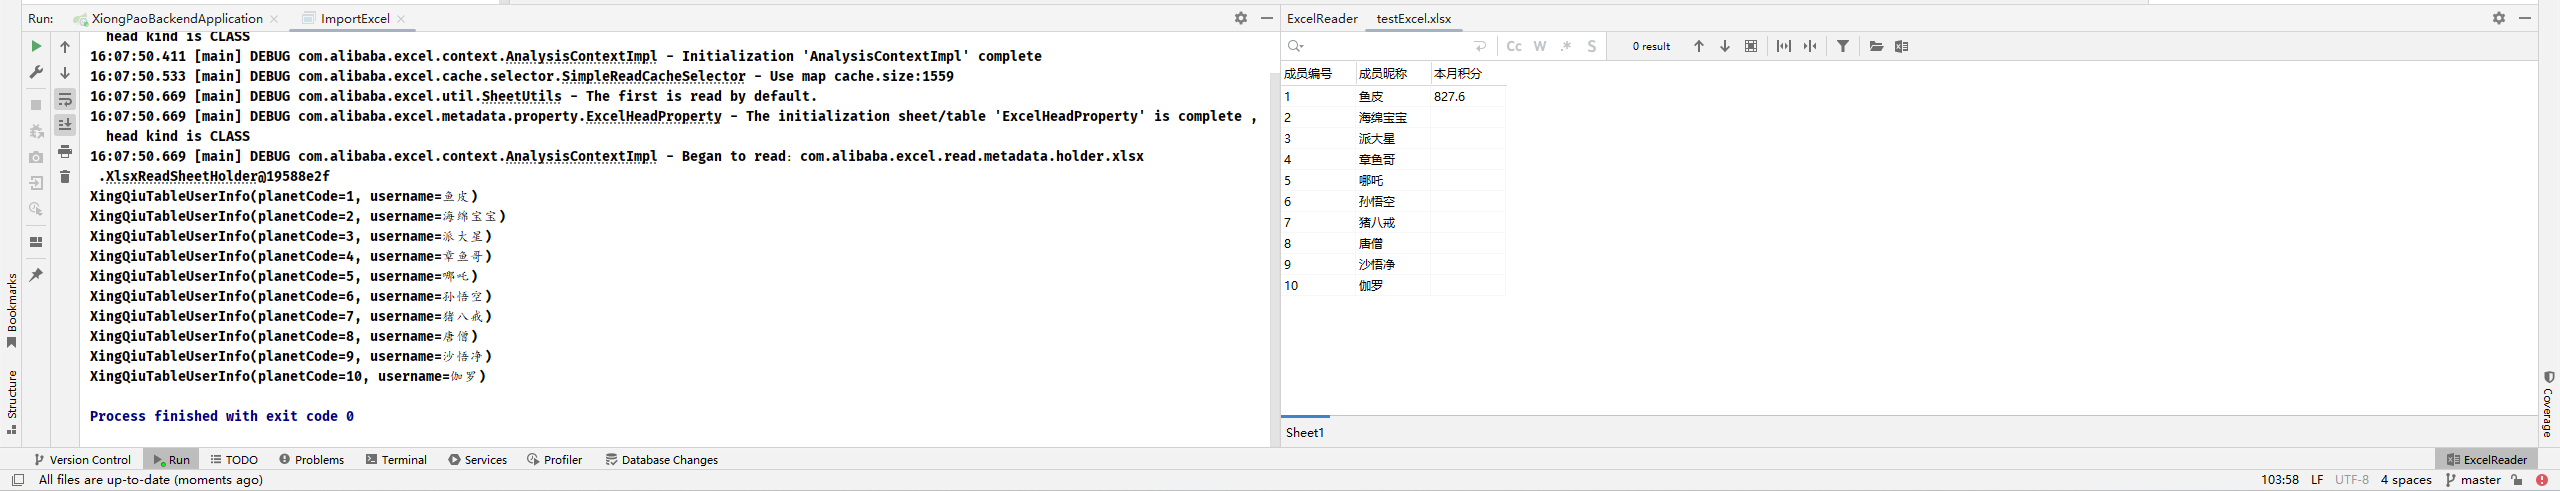 Run: XiongPaoBackendApplication ImportExcel
head kind is CLASS
16:07:50.411 [main] DEBUG com.alibaba.excel.context.AnalysisContextImpl - Initialization 'AnalysisContextImpl' complete
16:07:50.533 [main] DEBUG com.alibaba.excel.cache.selector.SimpleReadCacheSelector - Use map cache.size:1559
16:07:50.669 [main] DEBUG com.alibaba.excel.util.SheetUtils - The first is read by default.
16:07:50.669 [main] DEBUG com.alibaba.excel.metadata.property.ExcelHeadProperty - The initialization sheet/table 'ExcelHeadProperty' is complete ,
head kind is CLASS
16:07:50.669 [main] DEBUG com.alibaba.excel.context.AnalysisContextImpl - Began to read：com.alibaba.excel.read.metadata.holder.xlsx
.XlsxReadSheetHolder@19588e2f
XingQiuTableUserInfo(planetCode=1, username=鱼皮)
XingQiuTableUserInfo(planetCode=2, username=海绵宝宝)
XingQiuTableUserInfo(planetCode=3, username=派大星)
XingQiuTableUserInfo(planetCode=4, username=章鱼哥)
XingQiuTableUserInfo(planetCode=5, username=哪吒)
XingQiuTableUserInfo(planetCode=6, username=孙悟空)
XingQiuTableUserInfo(planetCode=7, username=猪八戒)
XingQiuTableUserInfo(planetCode=8, username=唐僧)
XingQiuTableUserInfo(planetCode=9, username=沙悟净)
XingQiuTableUserInfo(planetCode=10, username=伽罗)
Process finished with exit code 0
ExcelReader testExcel.xlsx
Cc W .* S 0 result
成员编号 成员昵称 本月积分
1 鱼皮 827.6
2 海绵宝宝
3 派大星
4 章鱼哥
5 哪吒
6 孙悟空
7 猪八戒
8 唐僧
9 沙悟净
10 伽罗
Sheet1
Bookmarks
Structure
Coverage
Version Control Run TODO Problems Terminal Services Profiler Database Changes ExcelReader
All files are up-to-date (moments ago) 103:58 LF UTF-8 4 spaces master